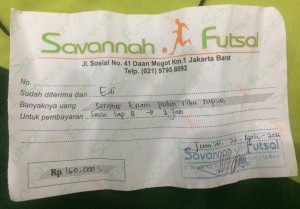 Savannah Futsal
Jl. Sosial No. 41 Daan Mogot Km.1 Jakarta Barat
Telp. (021) 9795 8092
No.
Sudah diterima dari : Edi
Banyaknya uang : Seratus Enam puluh ribu rupiah
Untuk pembayaran : Sewa lap B → 2 jam
Jumat,
Rp 160.000
Savannah Futsal